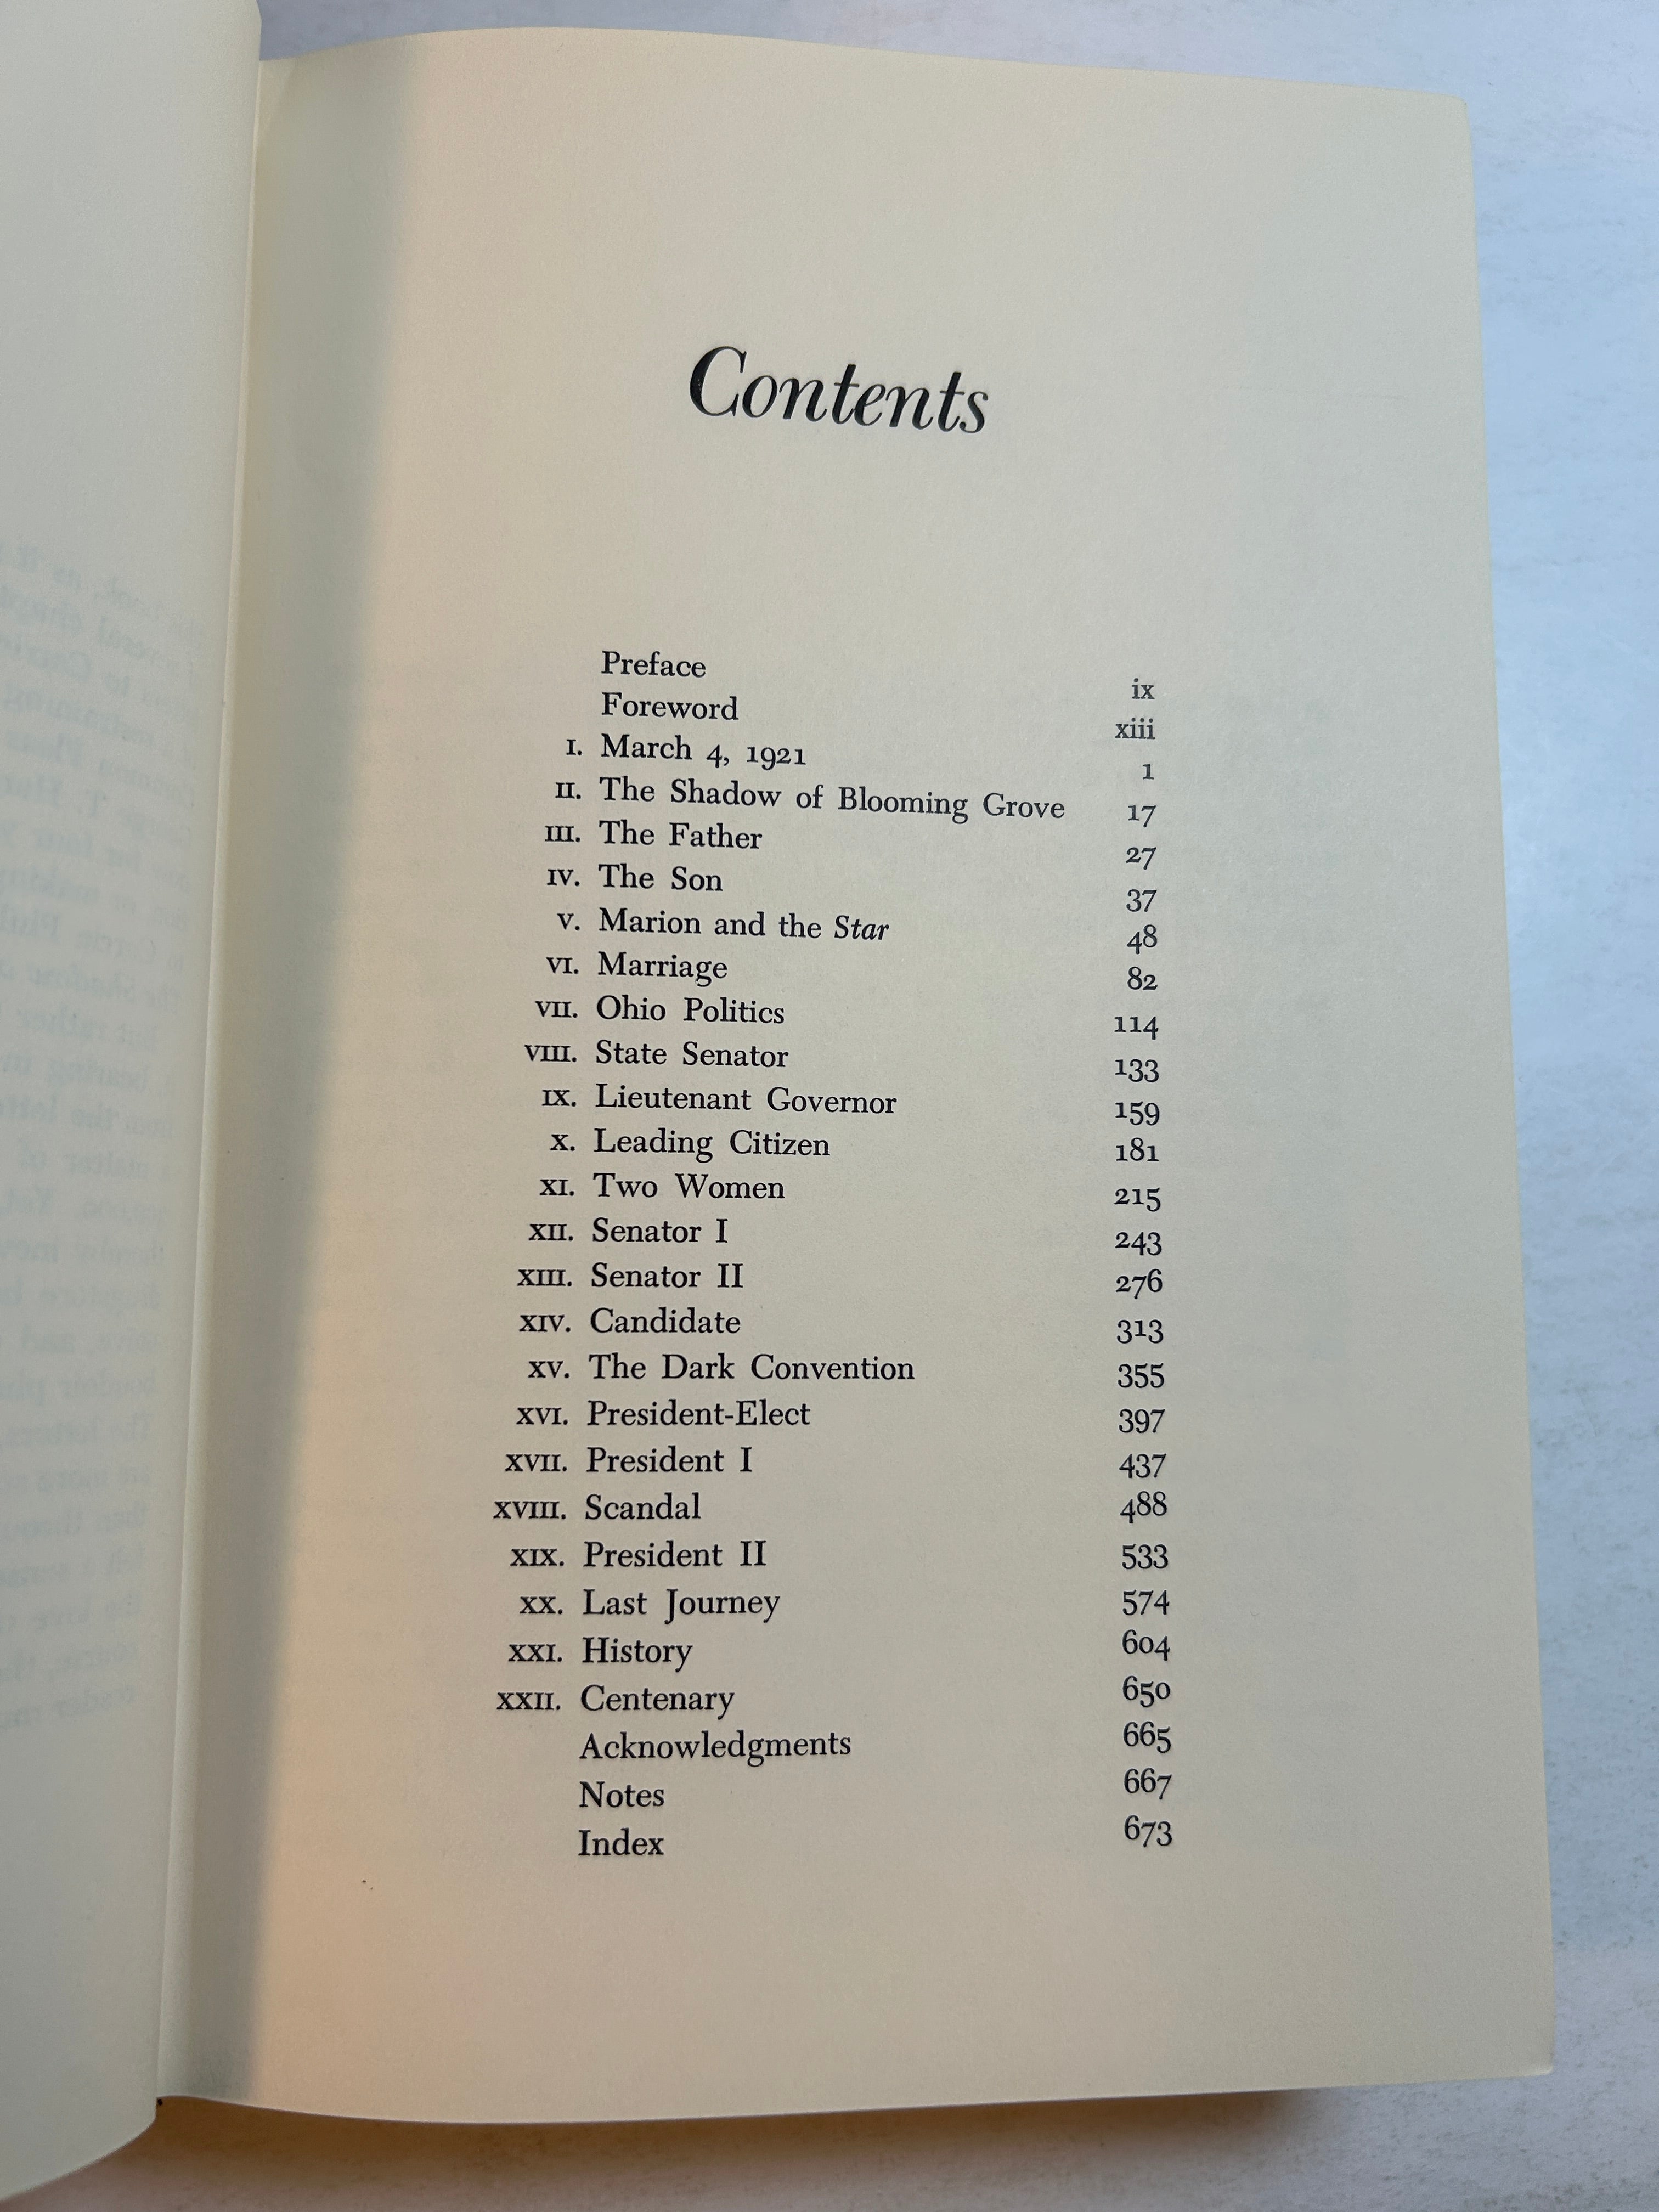 Contents
Preface ix
Foreword xiii
I. March 4, 1921 1
II. The Shadow of Blooming Grove 17
III. The Father 27
IV. The Son 37
V. Marion and the Star 48
VI. Marriage 82
VII. Ohio Politics 114
VIII. State Senator 133
IX. Lieutenant Governor 159
X. Leading Citizen 181
XI. Two Women 215
XII. Senator I 243
XIII. Senator II 276
XIV. Candidate 313
XV. The Dark Convention 355
XVI. President-Elect 397
XVII. President I 437
XVIII. Scandal 488
XIX. President II 533
XX. Last Journey 574
XXI. History 604
XXII. Centenary 650
Acknowledgments 665
Notes 667
Index 673